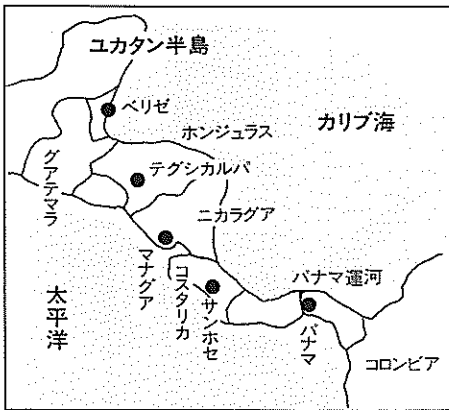 ユカタン半島
ベリゼ
カリブ海
ホンジュラス
グアテマラ
テグシカルパ
ニカラグア
マナグア
コスタリカ
サンホセ
パナマ運河
パナマ
太平洋
コロンビア